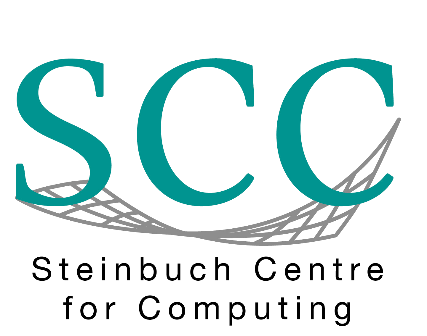 SCC
Steinbuch Centre
for Computing